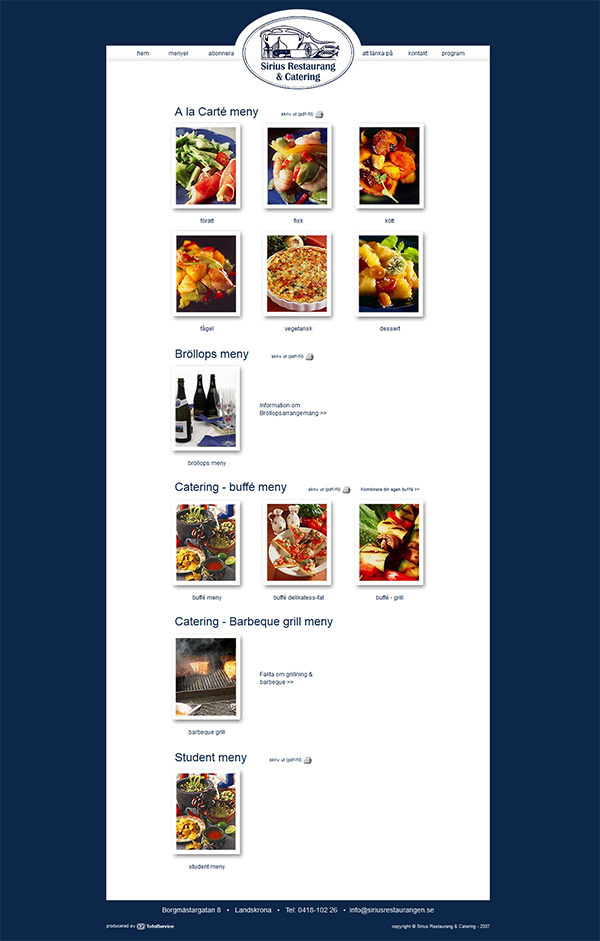 hem menyer abonnera att tänka på kontakt program
Sirius Restaurang
& Catering
A la Carté meny skriv ut (pdf-fil)
förätt fisk kött
fågel vegetarisk dessert
Bröllops meny skriv ut (pdf-fil)
Information om
Bröllopsarrangemang >>
bröllops meny
Catering - buffé meny skriv ut (pdf-fil) Kombinera din egen buffé >>
buffé meny buffé delikatess-fat buffé - grill
Catering - Barbeque grill meny
Fakta om grillning &
barbeque >>
barbeque grill
Student meny skriv ut (pdf-fil)
student meny
Borgmästargatan 8 • Landskrona • Tel: 0418-102 26 • info@siriusrestaurangen.se
producerad av TotalService copyright © Sirius Restaurang & Catering - 2007